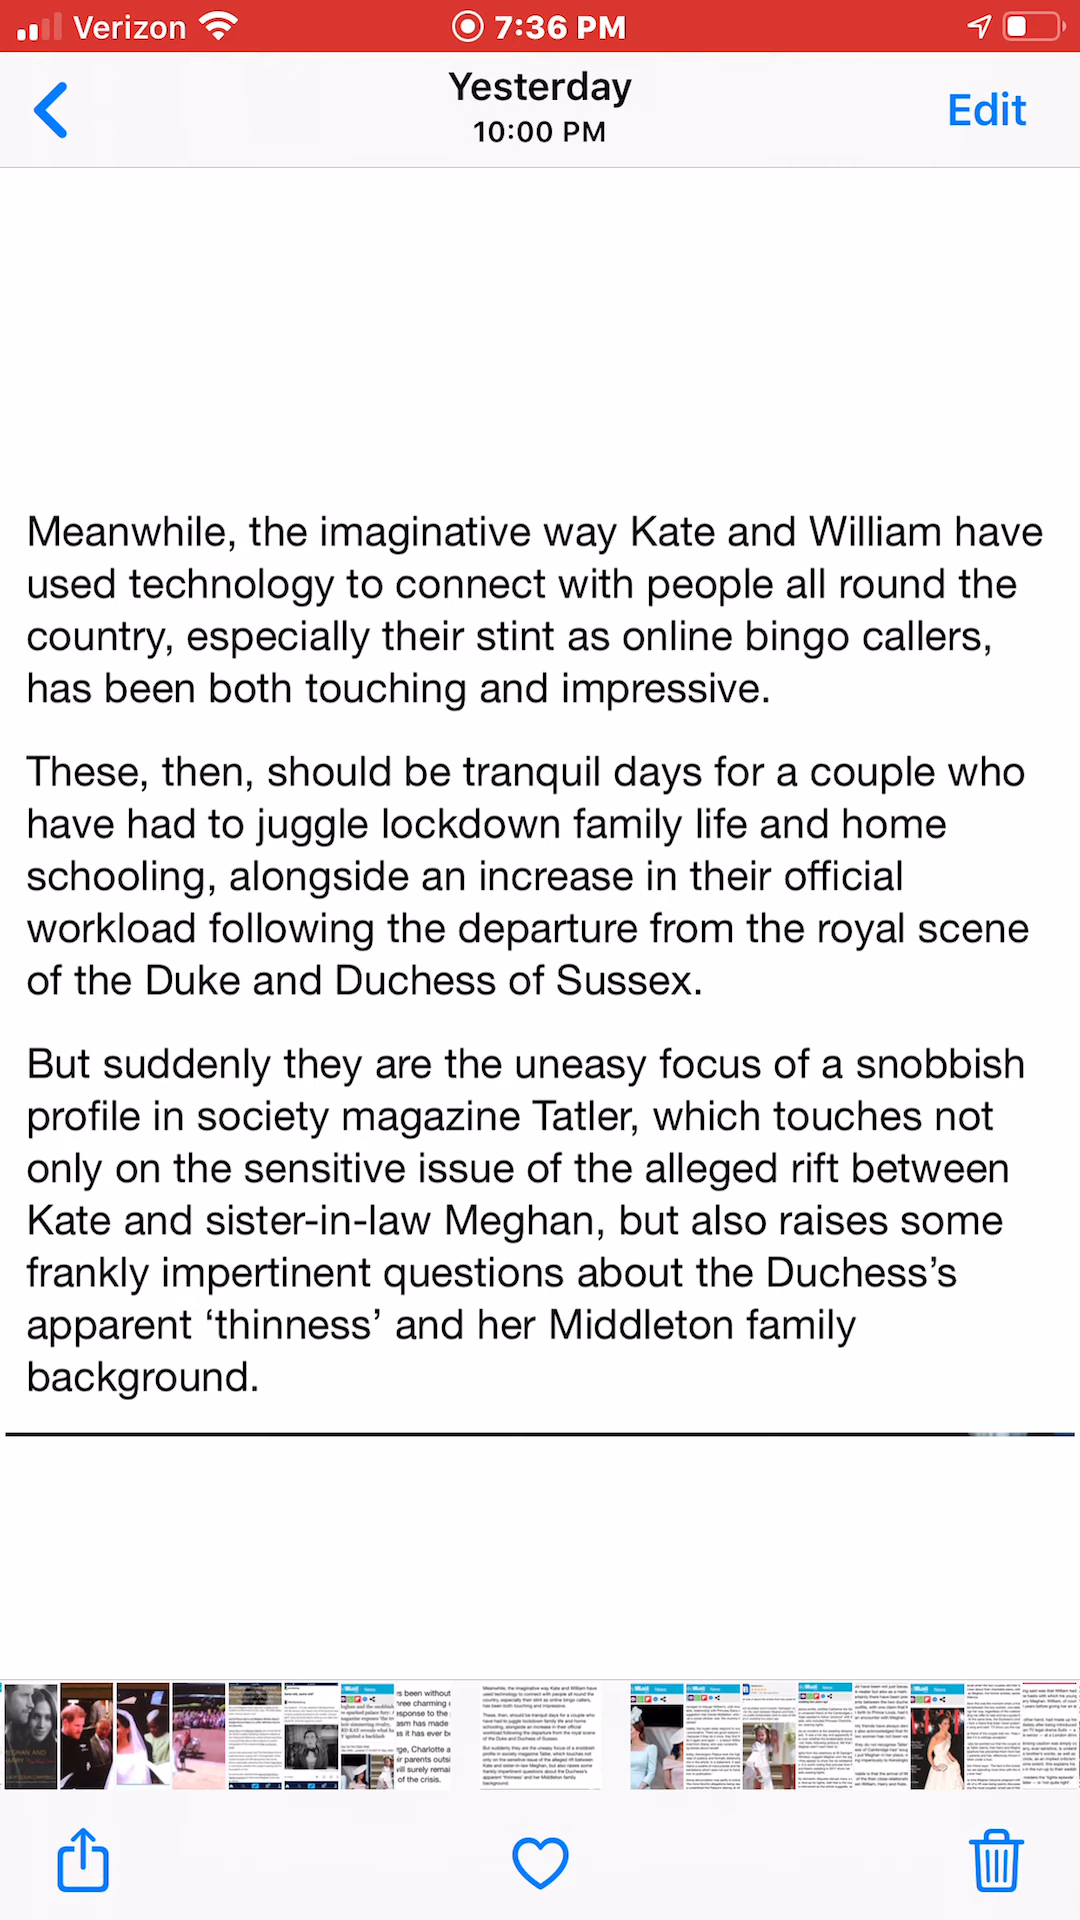 Verizon
7:36 PM
Yesterday
10:00 PM
Edit
Meanwhile, the imaginative way Kate and William have
used technology to connect with people all round the
country, especially their stint as online bingo callers,
has been both touching and impressive.
These, then, should be tranquil days for a couple who
have had to juggle lockdown family life and home
schooling, alongside an increase in their official
workload following the departure from the royal scene
of the Duke and Duchess of Sussex.
But suddenly they are the uneasy focus of a snobbish
profile in society magazine Tatler, which touches not
only on the sensitive issue of the alleged rift between
Kate and sister-in-law Meghan, but also raises some
frankly impertinent questions about the Duchess’s
apparent ‘thinness’ and her Middleton family
background.